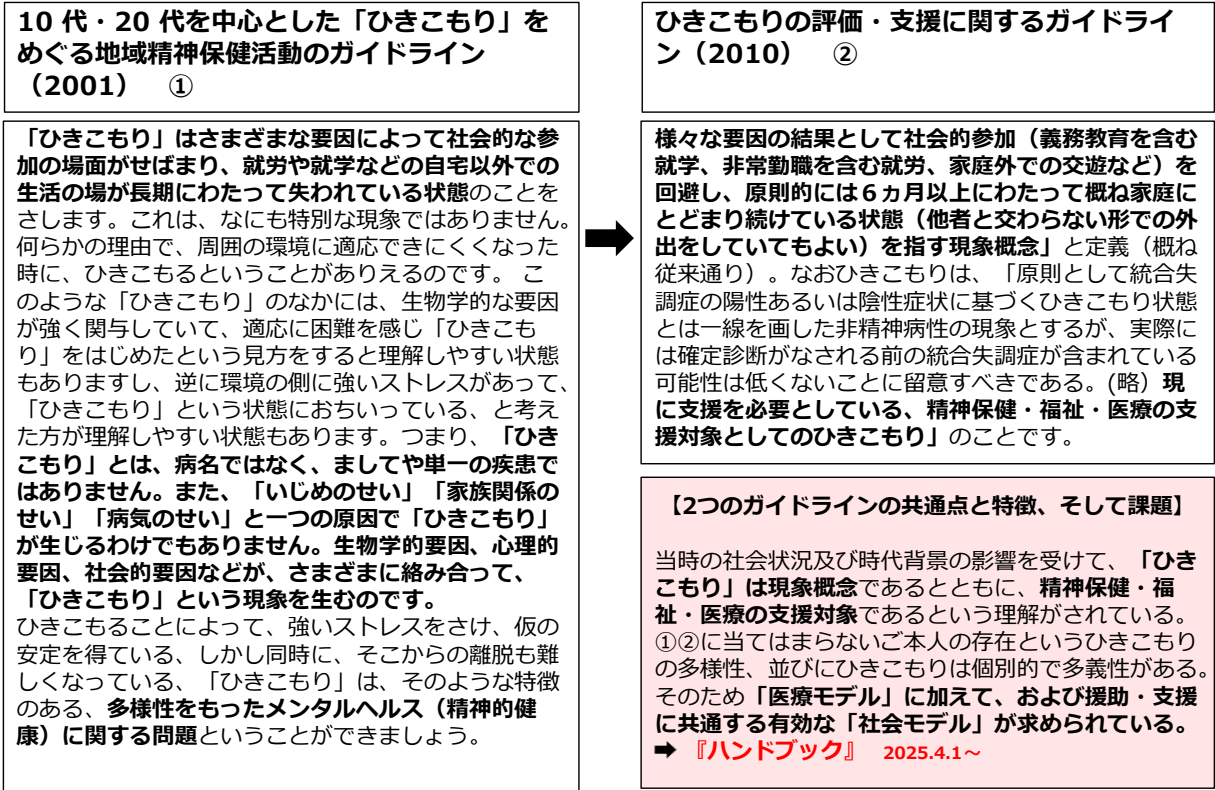 10 代・20 代を中心とした「ひきこもり」を
めぐる地域精神保健活動のガイドライン
（2001） ①
「ひきこもり」はさまざまな要因によって社会的な参
加の場面がせばまり、就労や就学などの自宅以外での
生活の場が長期にわたって失われている状態のことを
さします。これは、なにも特別な現象ではありません。
何らかの理由で、周囲の環境に適応できにくくなった
時に、ひきこもるということがありえるのです。 こ
のような「ひきこもり」のなかには、生物学的な要因
が強く関与していて、適応に困難を感じ「ひきこも
り」をはじめたという見方をすると理解しやすい状態
もありますし、逆に環境の側に強いストレスがあって、
「ひきこもり」という状態におちいっている、と考え
た方が理解しやすい状態もあります。つまり、「ひき
こもり」とは、病名ではなく、ましてや単一の疾患で
はありません。また、「いじめのせい」「家族関係の
せい」「病気のせい」と一つの原因で「ひきこもり」
が生じるわけでもありません。生物学的要因、心理的
要因、社会的要因などが、さまざまに絡み合って、
「ひきこもり」という現象を生むのです。
ひきこもることによって、強いストレスをさけ、仮の
安定を得ている、しかし同時に、そこからの離脱も難
しくなっている、「ひきこもり」は、そのような特徴
のある、多様性をもったメンタルヘルス（精神的健
康）に関する問題ということができましょう。
ひきこもりの評価・支援に関するガイドライ
ン（2010） ②
様々な要因の結果として社会的参加（義務教育を含む
就学、非常勤職を含む就労、家庭外での交遊など）を
回避し、原則的には６ヵ月以上にわたって概ね家庭に
とどまり続けている状態（他者と交わらない形での外
出をしていてもよい）を指す現象概念」と定義（概ね
従来通り）。なおひきこもりは、「原則として統合失
調症の陽性あるいは陰性症状に基づくひきこもり状態
とは一線を画した非精神病性の現象とするが、実際に
は確定診断がなされる前の統合失調症が含まれている
可能性は低くないことに留意すべきである。(略）現
に支援を必要としている、精神保健・福祉・医療の支
援対象としてのひきこもり」のことです。
【2つのガイドラインの共通点と特徴、そして課題】
当時の社会状況及び時代背景の影響を受けて、「ひき
こもり」は現象概念であるとともに、精神保健・福
祉・医療の支援対象であるという理解がされている。
①②に当てはまらないご本人の存在というひきこもり
の多様性、並びにひきこもりは個別的で多義性がある。
そのため「医療モデル」に加えて、および援助・支援
に共通する有効な「社会モデル」が求められている。
➡ 『ハンドブック』 2025.4.1～